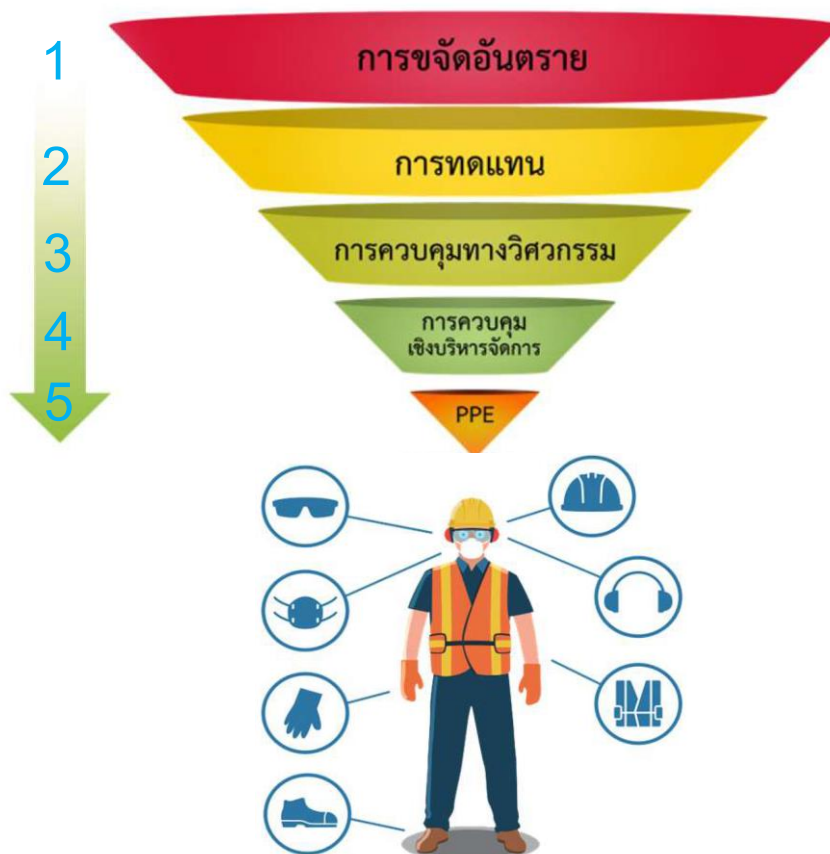 1
การขจัดอันตราย
2
การทดแทน
3
การควบคุมทางวิศวกรรม
4
การควบคุม
เชิงบริหารจัดการ
5
PPE